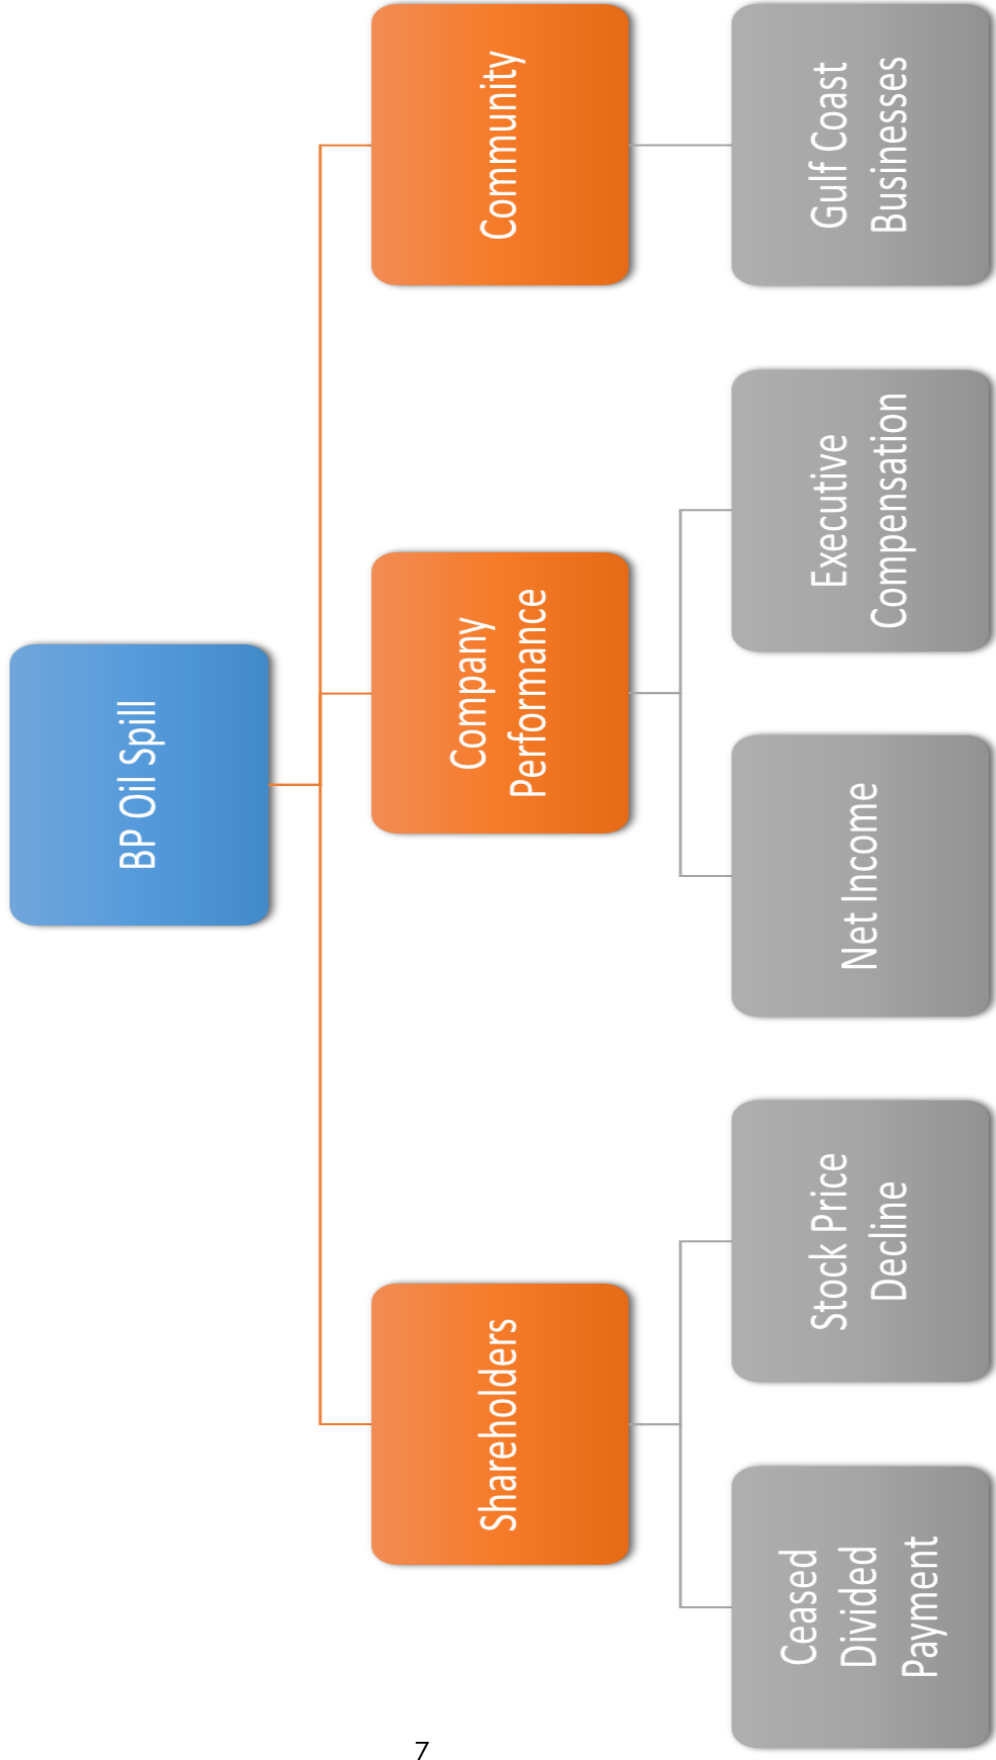 BP Oil Spill
Shareholders
Company
Performance
Community
Ceased
Divided
Payment
Stock Price
Decline
Net Income
Executive
Compensation
Gulf Coast
Businesses
7